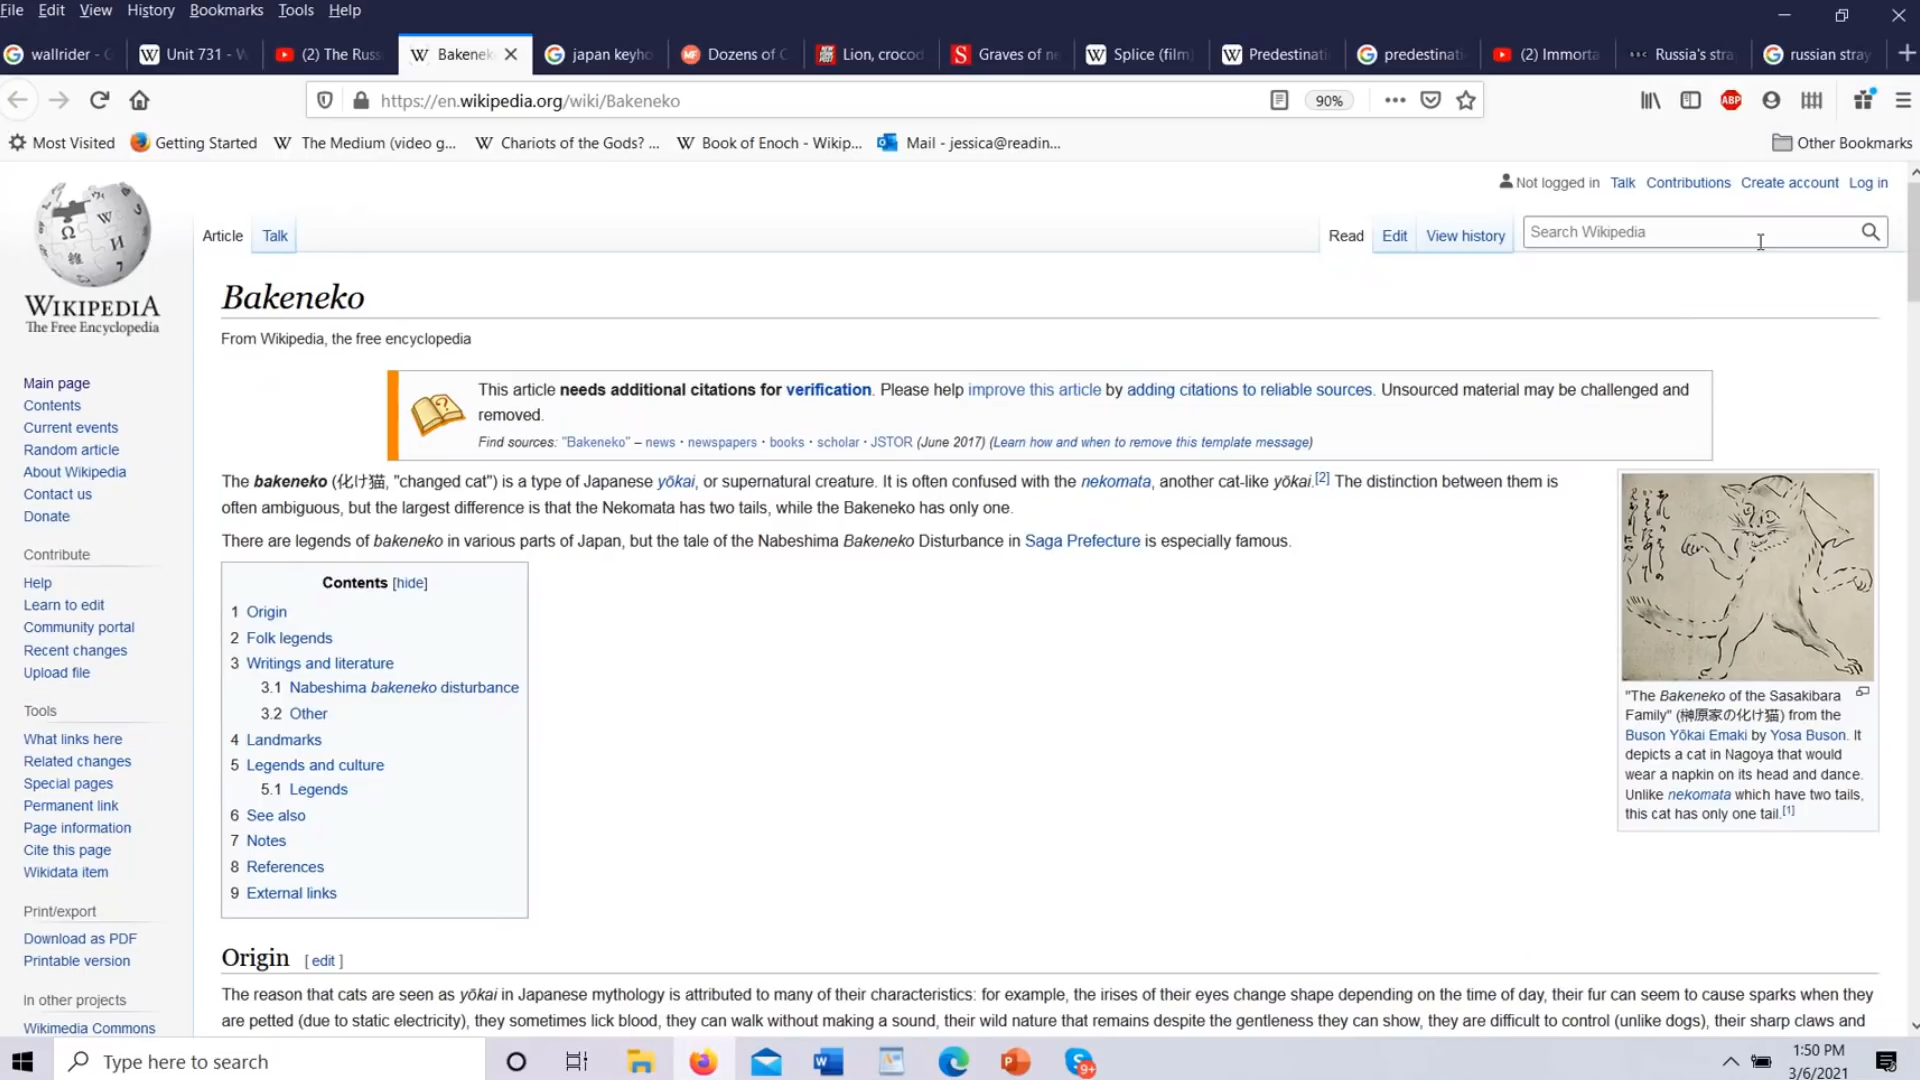 File Edit View History Bookmarks Tools Help
wallrider - G
Unit 731 - W
(2) The Russ
Bakenek
japan keyho
Dozens of C
Lion, crocod
Graves of ne
Splice (film)
Predestinati
predestinati
(2) Immorta
BBC Russia's stra
russian stray
https://en.wikipedia.org/wiki/Bakeneko
90%
ABP
Most Visited
Getting Started
The Medium (video g...
Chariots of the Gods? ...
Book of Enoch - Wikip...
Mail - jessica@readin...
Other Bookmarks
Not logged in Talk Contributions Create account Log in
Article Talk
Read Edit View history
Search Wikipedia
WIKIPEDIA
The Free Encyclopedia
Main page
Contents
Current events
Random article
About Wikipedia
Contact us
Donate
Contribute
Help
Learn to edit
Community portal
Recent changes
Upload file
Tools
What links here
Related changes
Special pages
Permanent link
Page information
Cite this page
Wikidata item
Print/export
Download as PDF
Printable version
In other projects
Wikimedia Commons
Bakeneko
From Wikipedia, the free encyclopedia
This article needs additional citations for verification. Please help improve this article by adding citations to reliable sources. Unsourced material may be challenged and
removed.
Find sources: "Bakeneko" – news · newspapers · books · scholar · JSTOR (June 2017) (Learn how and when to remove this template message)
The bakeneko (化け猫, "changed cat") is a type of Japanese yōkai, or supernatural creature. It is often confused with the nekomata, another cat-like yōkai.[2] The distinction between them is
often ambiguous, but the largest difference is that the Nekomata has two tails, while the Bakeneko has only one.
There are legends of bakeneko in various parts of Japan, but the tale of the Nabeshima Bakeneko Disturbance in Saga Prefecture is especially famous.
Contents [hide]
1 Origin
2 Folk legends
3 Writings and literature
3.1 Nabeshima bakeneko disturbance
3.2 Other
4 Landmarks
5 Legends and culture
5.1 Legends
6 See also
7 Notes
8 References
9 External links
"The Bakeneko of the Sasakibara
Family" (榊原家の化け猫) from the
Buson Yōkai Emaki by Yosa Buson. It
depicts a cat in Nagoya that would
wear a napkin on its head and dance.
Unlike nekomata which have two tails,
this cat has only one tail.[1]
Origin [ edit ]
The reason that cats are seen as yōkai in Japanese mythology is attributed to many of their characteristics: for example, the irises of their eyes change shape depending on the time of day, their fur can seem to cause sparks when they
are petted (due to static electricity), they sometimes lick blood, they can walk without making a sound, their wild nature that remains despite the gentleness they can show, they are difficult to control (unlike dogs), their sharp claws and
Type here to search
9+
1:50 PM
3/6/2021